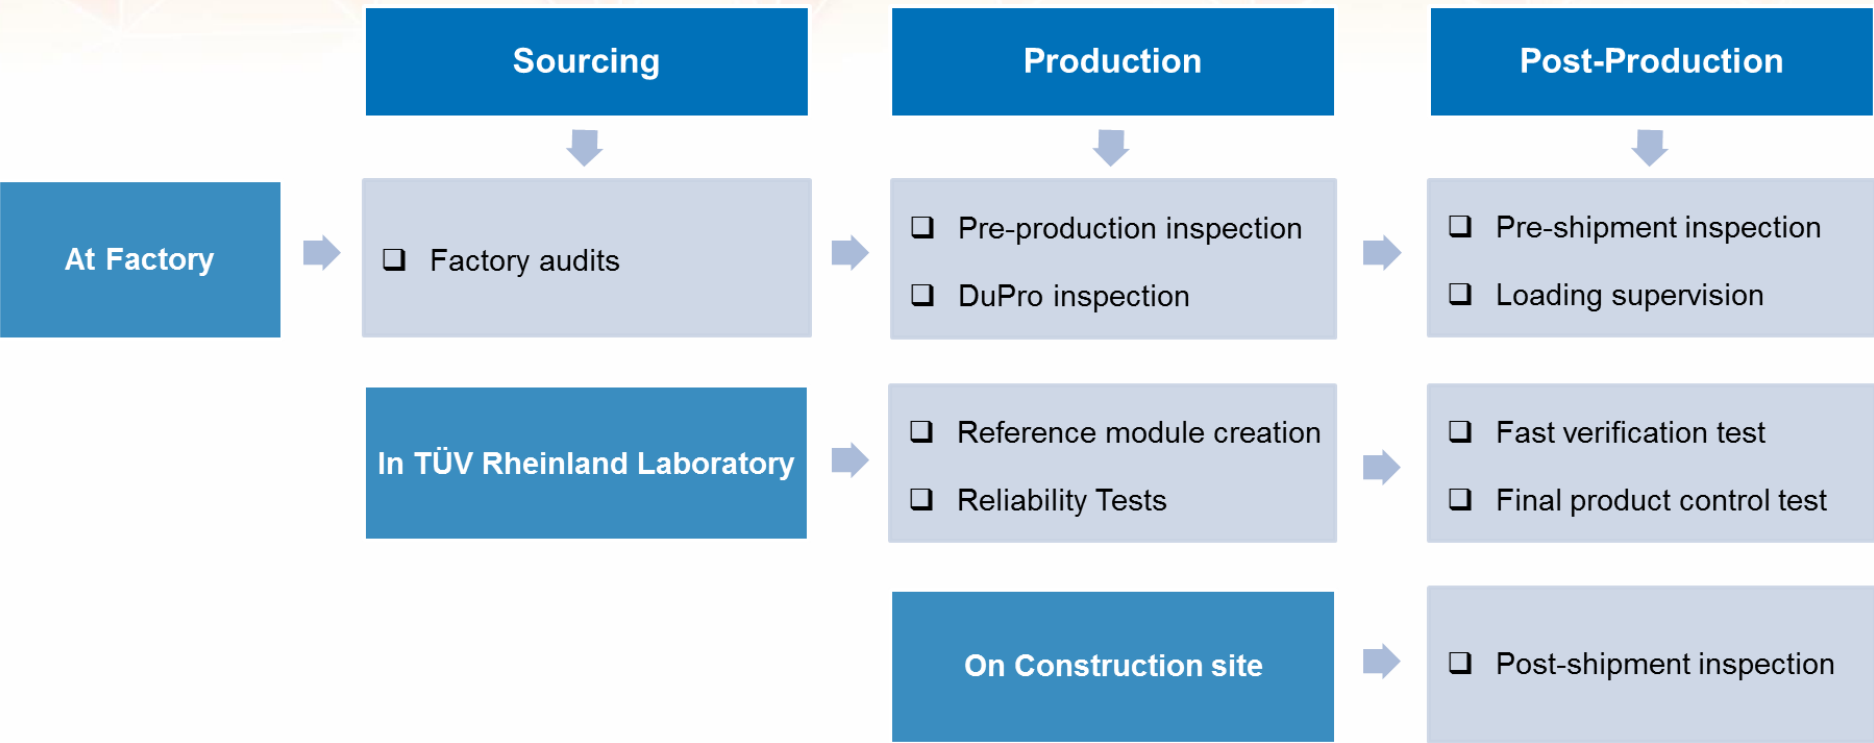 Sourcing
Production
Post-Production
At Factory
❑ Factory audits
❑ Pre-production inspection
❑ DuPro inspection
❑ Pre-shipment inspection
❑ Loading supervision
In TÜV Rheinland Laboratory
❑ Reference module creation
❑ Reliability Tests
❑ Fast verification test
❑ Final product control test
On Construction site
❑ Post-shipment inspection